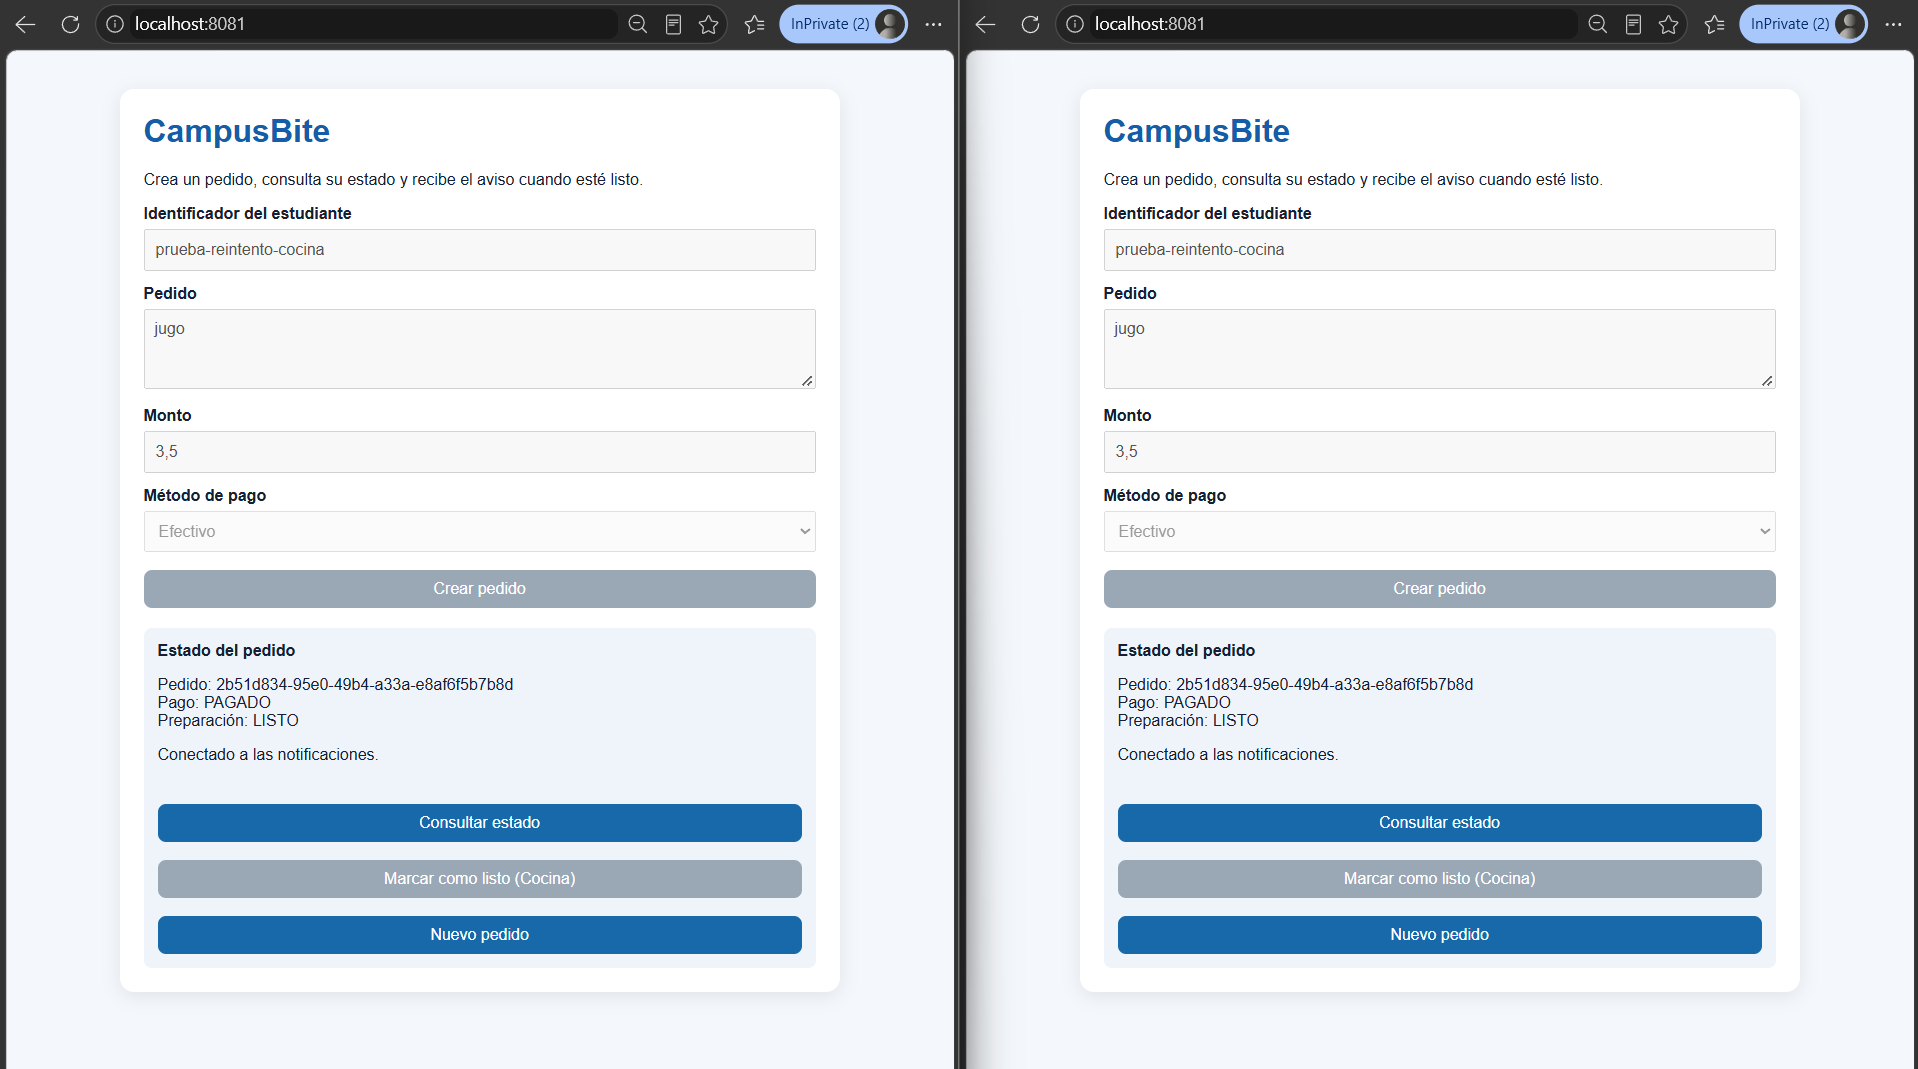 localhost:8081
InPrivate (2)
CampusBite
Crea un pedido, consulta su estado y recibe el aviso cuando esté listo.
Identificador del estudiante
prueba-reintento-cocina
Pedido
jugo
Monto
3,5
Método de pago
Efectivo
Crear pedido
Estado del pedido
Pedido: 2b51d834-95e0-49b4-a33a-e8af6f5b7b8d
Pago: PAGADO
Preparación: LISTO
Conectado a las notificaciones.
Consultar estado
Marcar como listo (Cocina)
Nuevo pedido
localhost:8081
InPrivate (2)
CampusBite
Crea un pedido, consulta su estado y recibe el aviso cuando esté listo.
Identificador del estudiante
prueba-reintento-cocina
Pedido
jugo
Monto
3,5
Método de pago
Efectivo
Crear pedido
Estado del pedido
Pedido: 2b51d834-95e0-49b4-a33a-e8af6f5b7b8d
Pago: PAGADO
Preparación: LISTO
Conectado a las notificaciones.
Consultar estado
Marcar como listo (Cocina)
Nuevo pedido